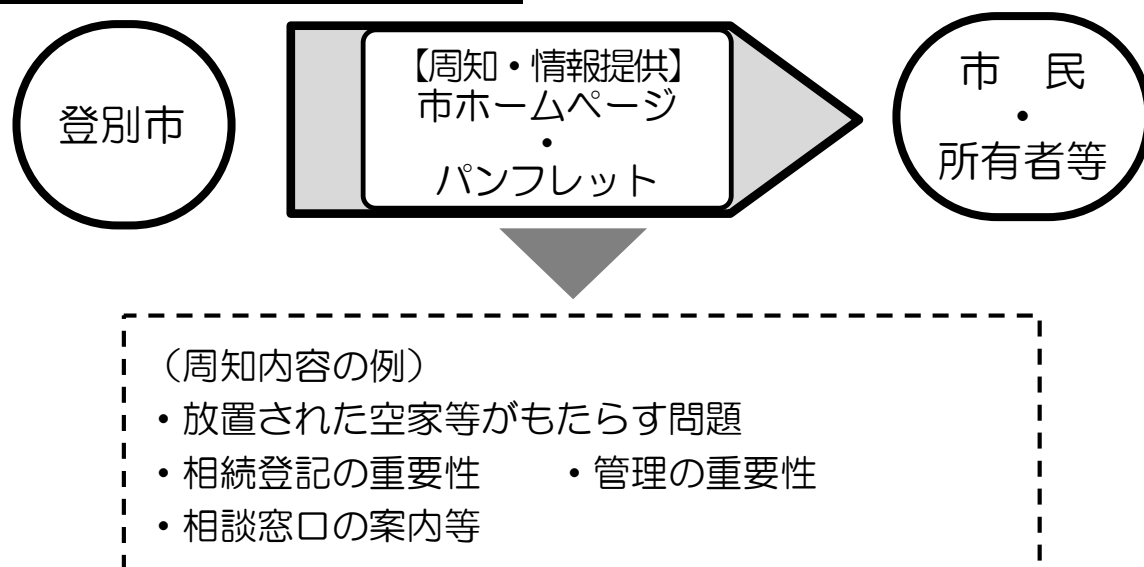 登別市
【周知・情報提供】
市ホームページ
・
パンフレット
市　民
・
所有者等
（周知内容の例）
・放置された空家等がもたらす問題
・相続登記の重要性　　・管理の重要性
・相談窓口の案内等